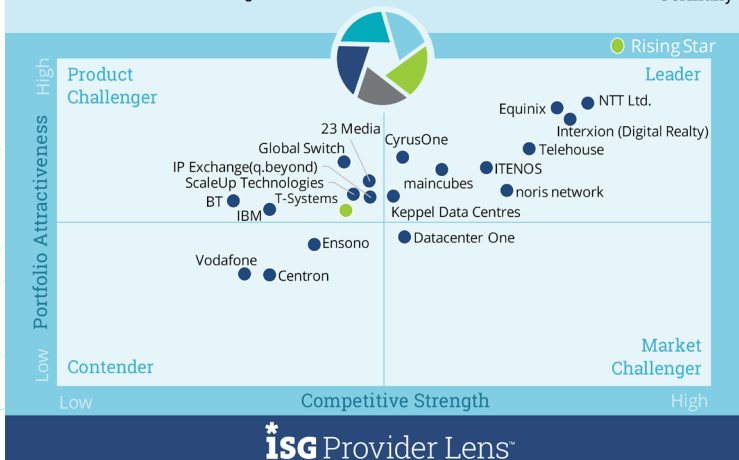 Rising Star
Product
Challenger
Leader
High
Portfolio Attractiveness
Low
NTT Ltd.
Equinix
Interxion (Digital Realty)
23 Media
CyrusOne
Telehouse
Global Switch
IP Exchange(q.beyond)
ITENOS
ScaleUp Technologies
maincubes
noris network
T-Systems
BT
IBM
Keppel Data Centres
Datacenter One
Ensono
Vodafone
Centron
Contender
Market
Challenger
Low
Competitive Strength
High
iSG Provider Lens™